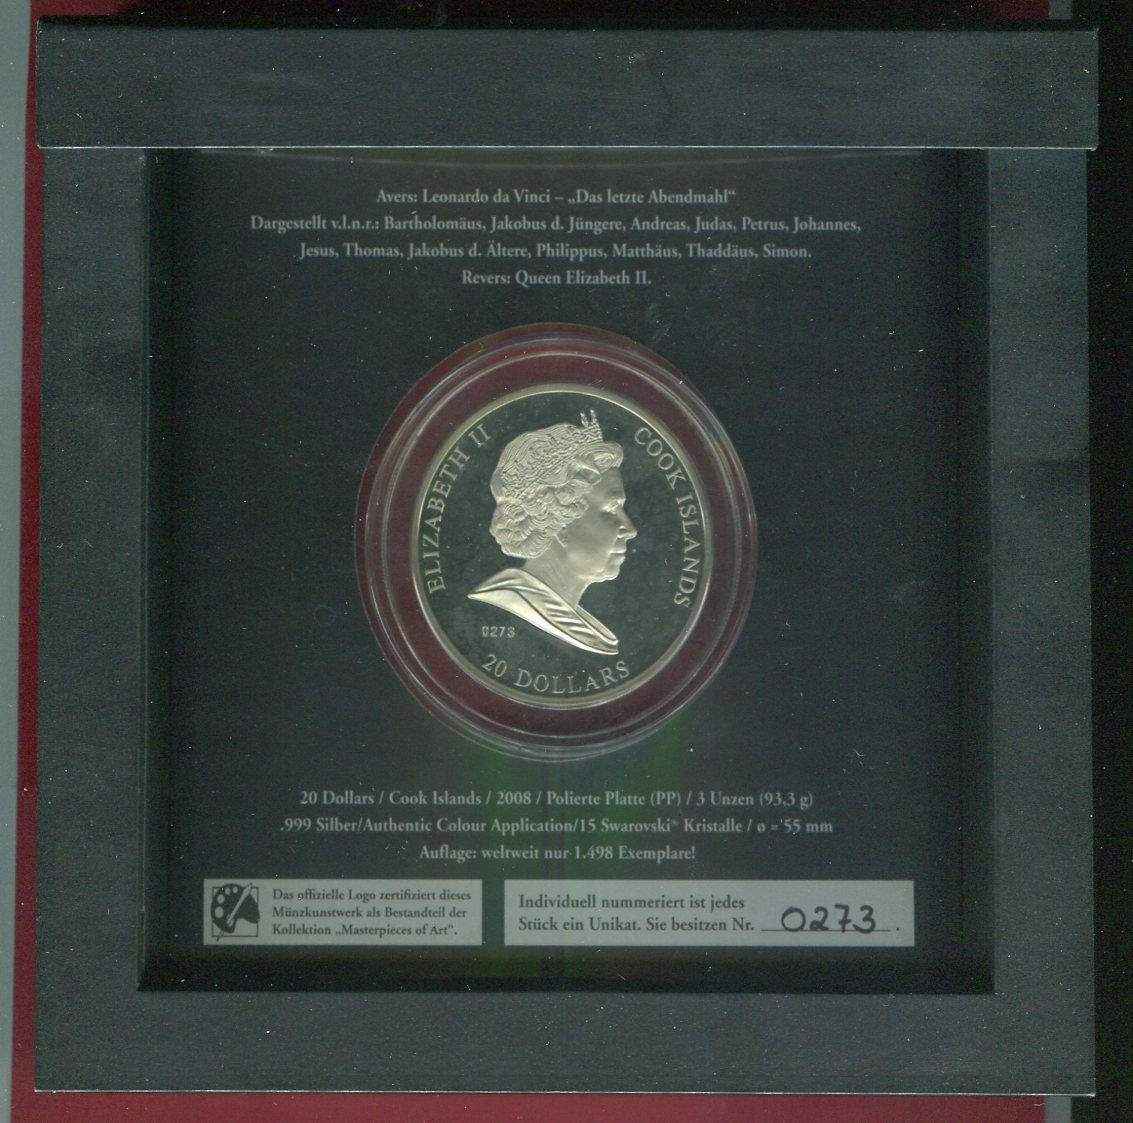 Avers: Leonardo da Vinci – „Das letzte Abendmahl“
Dargestellt v.l.n.r.: Bartholomäus, Jakobus d. Jüngere, Andreas, Judas, Petrus, Johannes,
Jesus, Thomas, Jakobus d. Ältere, Philippus, Matthäus, Thaddäus, Simon.
Revers: Queen Elizabeth II.
ELIZABETH II
COOK ISLANDS
0273
20 DOLLARS
20 Dollars / Cook Islands / 2008 / Polierte Platte (PP) / 3 Unzen (93,3 g)
.999 Silber/Authentic Colour Application/15 Swarovski® Kristalle / ø = 55 mm
Auflage: weltweit nur 1.498 Exemplare!
Das offizielle Logo zertifiziert dieses
Münzkunstwerk als Bestandteil der
Kollektion „Masterpieces of Art“.
Individuell nummeriert ist jedes
Stück ein Unikat. Sie besitzen Nr. 0273.